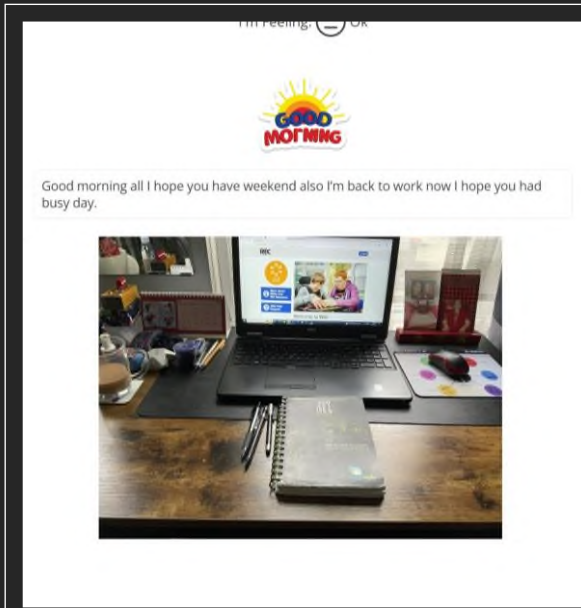 I'm Feeling: Ok
GOOD
MORNING
Good morning all I hope you have weekend also I'm back to work now I hope you had
busy day.